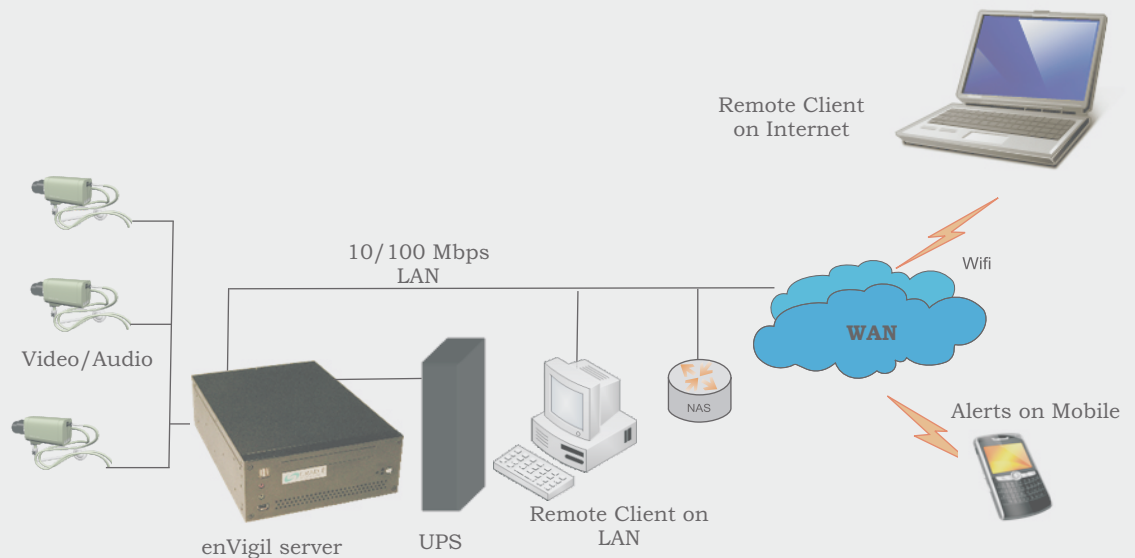 Remote Client
on Internet
10/100 Mbps
LAN
Wifi
WAN
Video/Audio
NAS
Alerts on Mobile
Remote Client on
LAN
enVigil server
UPS